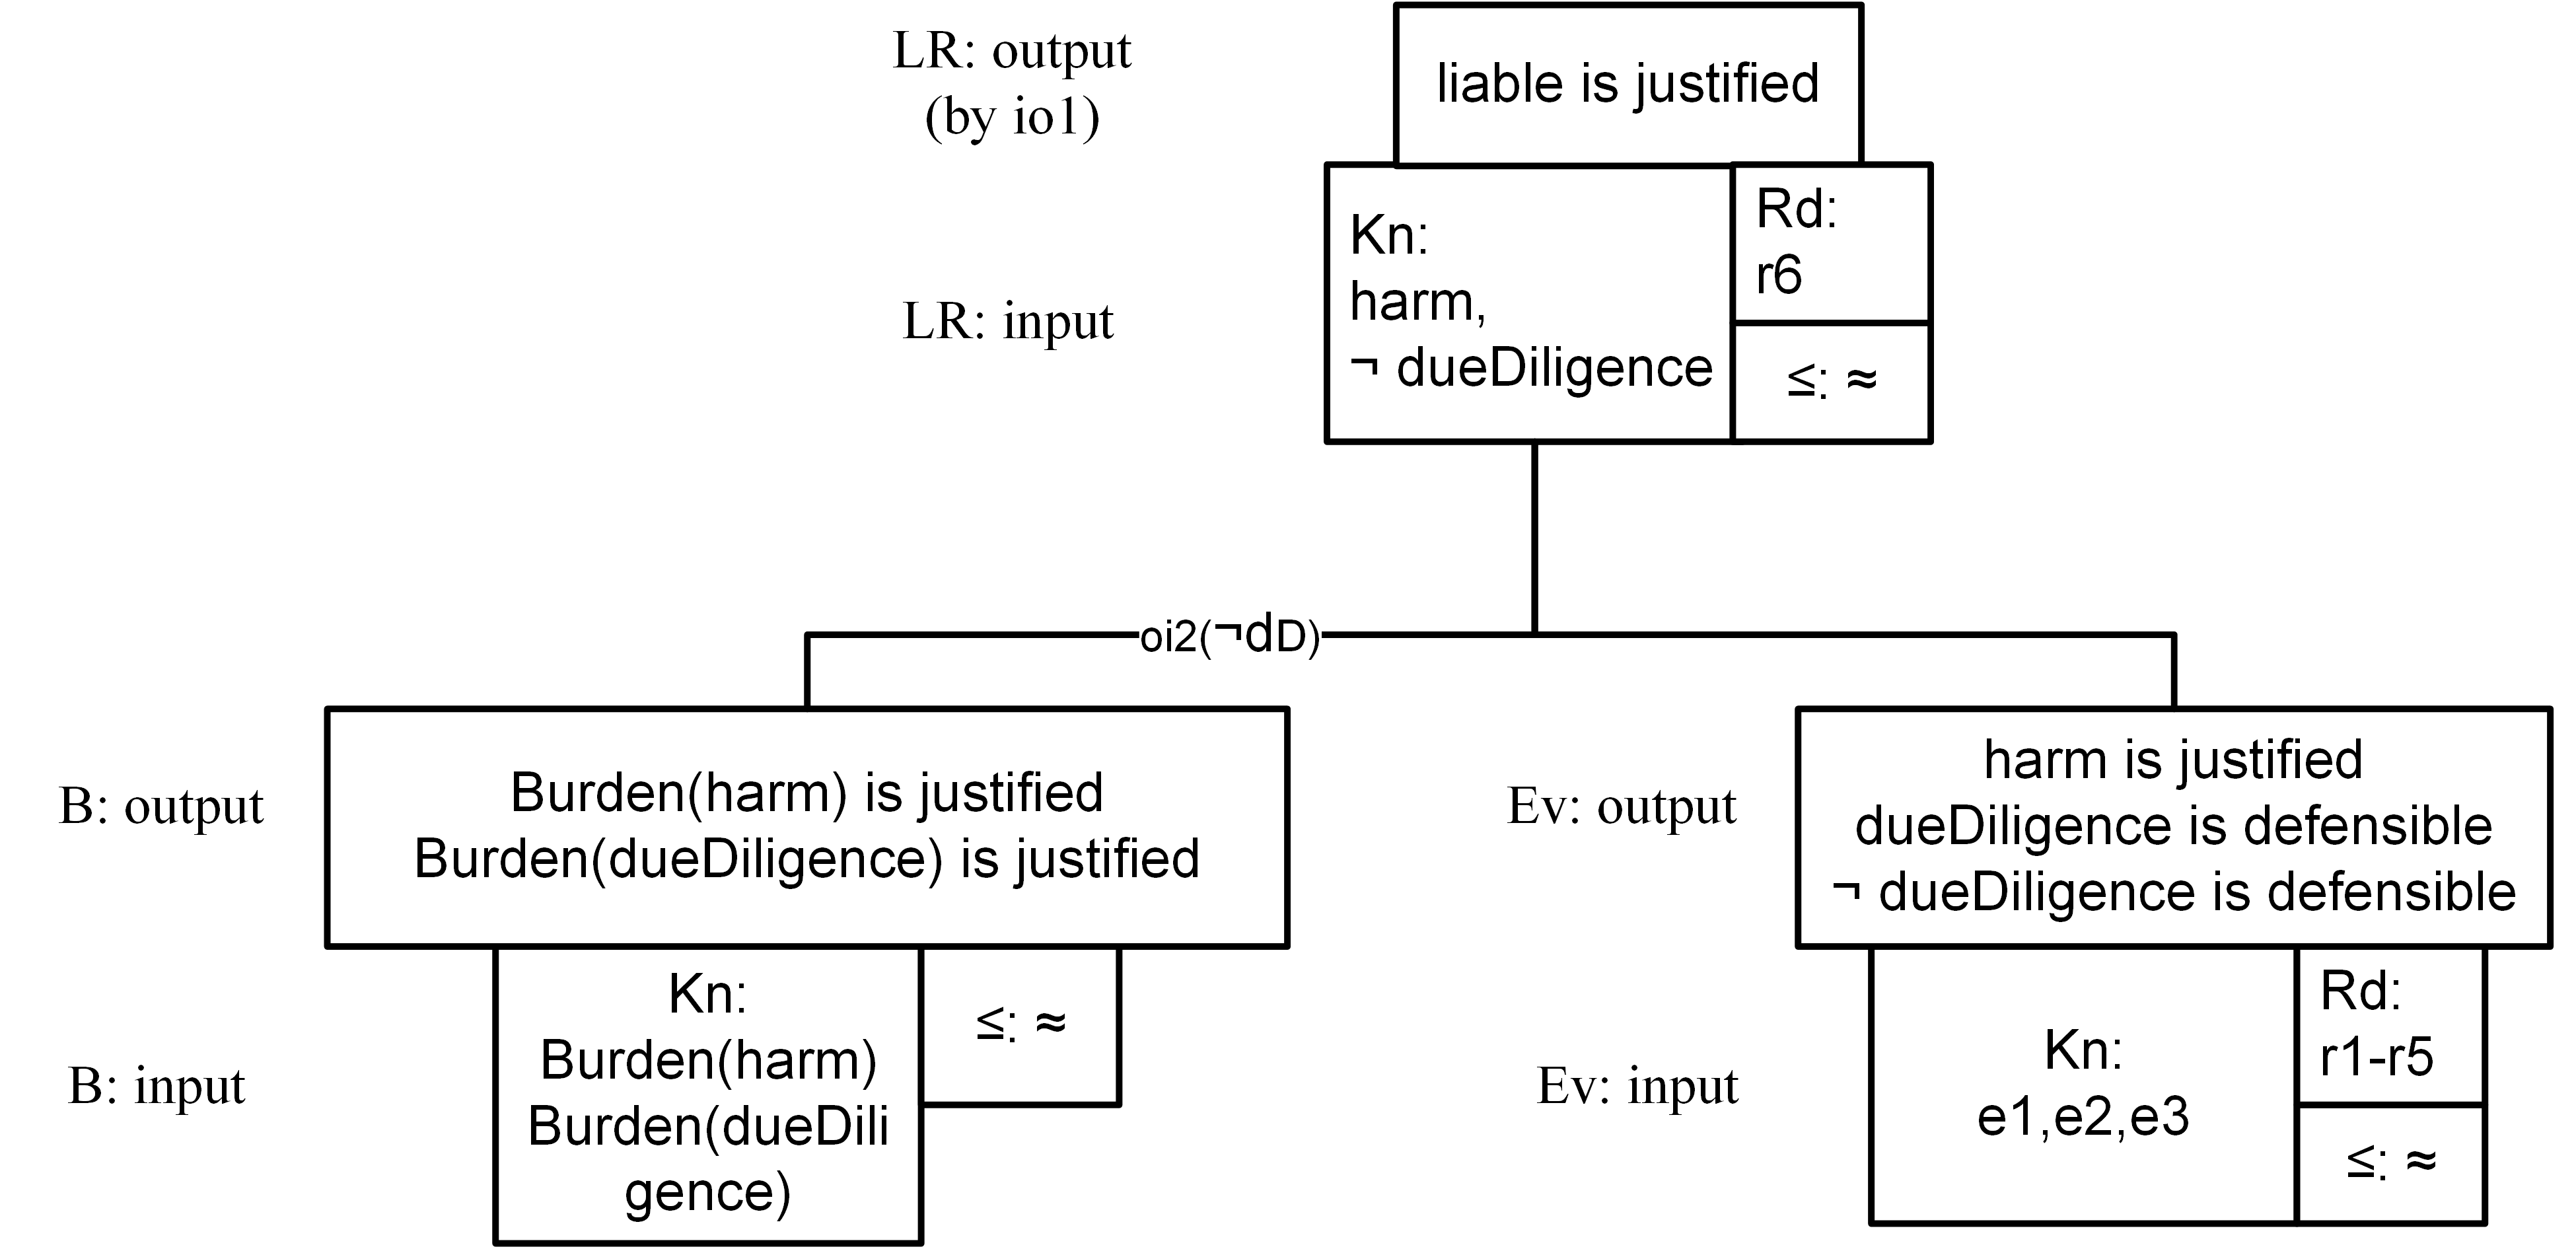 LR: output
(by io1)
liable is justified
LR: input
Kn:
harm,
¬ dueDiligence
Rd:
r6
≤: ≈
oi2(¬dD)
B: output
Burden(harm) is justified
Burden(dueDiligence) is justified
Ev: output
harm is justified
dueDiligence is defensible
¬ dueDiligence is defensible
B: input
Kn:
Burden(harm)
Burden(dueDili
gence)
≤: ≈
Ev: input
Kn:
e1,e2,e3
Rd:
r1-r5
≤: ≈